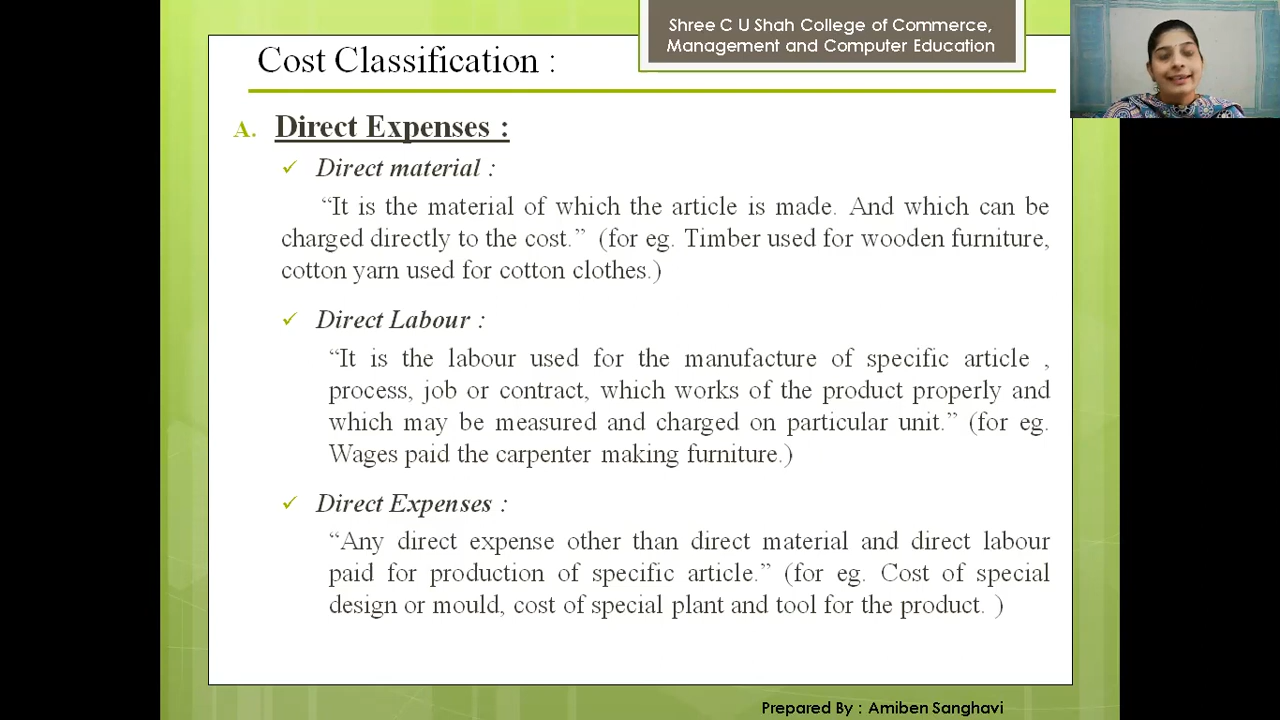 Shree C U Shah College of Commerce,
Management and Computer Education
Cost Classification :
A. Direct Expenses :
✓ Direct material :
“It is the material of which the article is made. And which can be
charged directly to the cost.” (for eg. Timber used for wooden furniture,
cotton yarn used for cotton clothes.)
✓ Direct Labour :
“It is the labour used for the manufacture of specific article ,
process, job or contract, which works of the product properly and
which may be measured and charged on particular unit.” (for eg.
Wages paid the carpenter making furniture.)
✓ Direct Expenses :
“Any direct expense other than direct material and direct labour
paid for production of specific article.” (for eg. Cost of special
design or mould, cost of special plant and tool for the product. )
Prepared By : Amiben Sanghavi